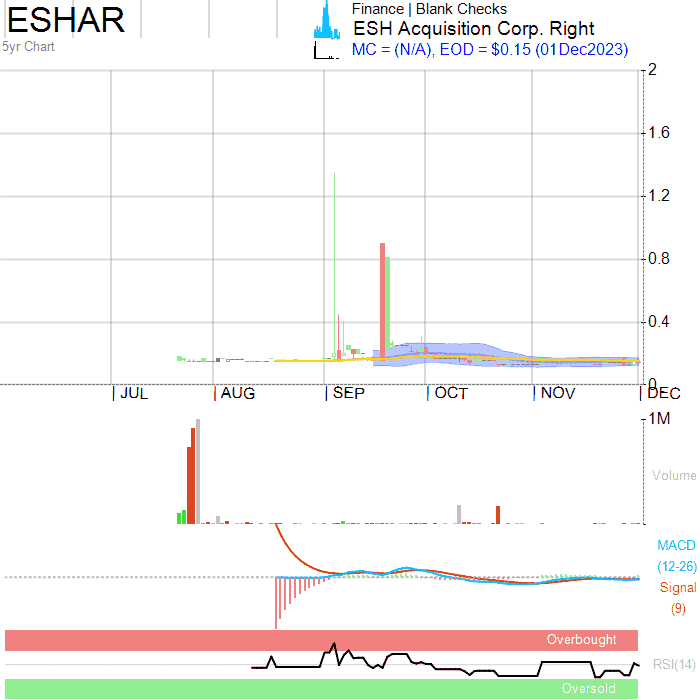 ESHAR
Finance | Blank Checks
ESH Acquisition Corp. Right
5yr Chart
MC = (N/A), EOD = $0.15 (01Dec2023)
2
1.6
1.2
0.8
0.4
0
| JUL | AUG | SEP | OCT | NOV | DEC
1M
Volume
MACD
(12-26)
Signal
(9)
Overbought
RSI(14)
Oversold